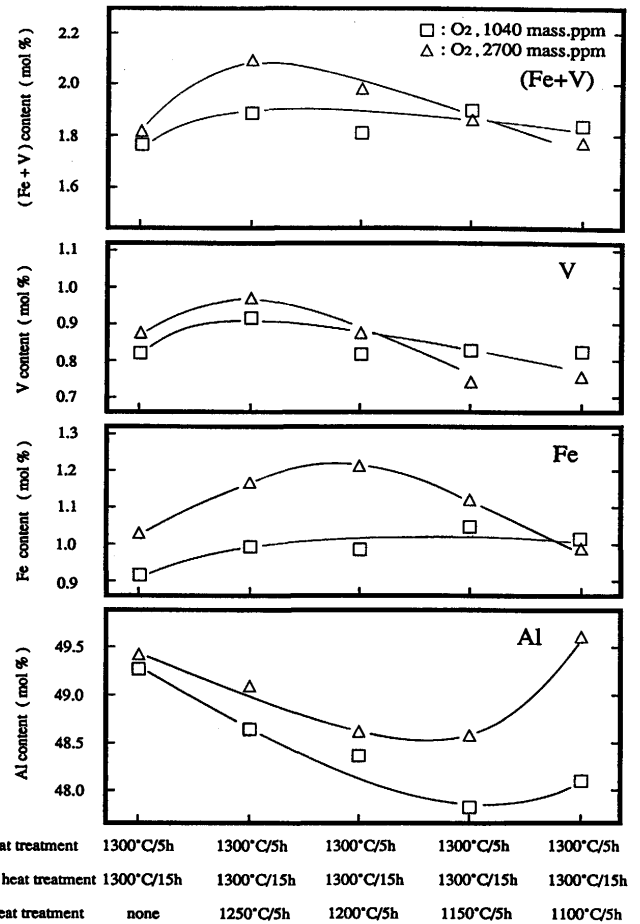 □ : O2, 1040 mass.ppm
△ : O2, 2700 mass.ppm
(Fe+V)
(Fe + V) content ( mol % )
2.2
2.0
1.8
1.6
V
V content ( mol % )
1.1
1.0
0.9
0.8
0.7
Fe
Fe content ( mol % )
1.3
1.2
1.1
1.0
0.9
Al
Al content ( mol % )
49.5
49.0
48.5
48.0
treatment 1300°C/5h 1300°C/5h 1300°C/5h 1300°C/5h 1300°C/5h
heat treatment 1300°C/15h 1300°C/15h 1300°C/15h 1300°C/15h 1300°C/15h
treatment none 1250°C/5h 1200°C/5h 1150°C/5h 1100°C/5h